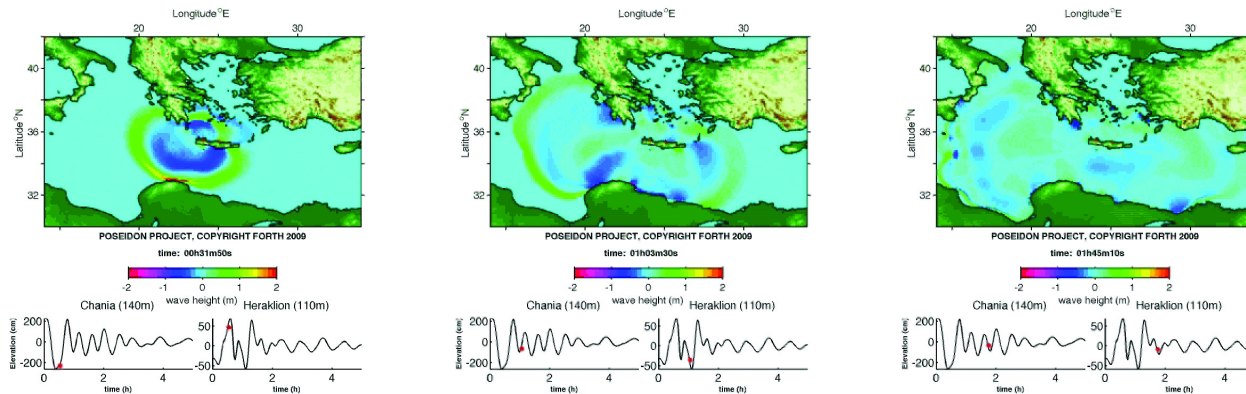 Longitude °E
20 30
40
36
32
Latitude °N
POSEIDON PROJECT, COPYRIGHT FORTH 2009
time: 00h31m50s
-2 -1 0 1 2
wave height (m)
Chania (140m) Heraklion (110m)
Elevation (cm)
200
0
-200
50
0
-50
0 2 4 0 2 4
time (h) time (h)
Longitude °E
20 30
40
36
32
Latitude °N
POSEIDON PROJECT, COPYRIGHT FORTH 2009
time: 01h03m30s
-2 -1 0 1 2
wave height (m)
Chania (140m) Heraklion (110m)
Elevation (cm)
200
0
-200
50
0
-50
0 2 4 0 2 4
time (h) time (h)
Longitude °E
20 30
40
36
32
Latitude °N
POSEIDON PROJECT, COPYRIGHT FORTH 2009
time: 01h45m10s
-2 -1 0 1 2
wave height (m)
Chania (140m) Heraklion (110m)
Elevation (cm)
200
0
-200
50
0
-50
0 2 4 0 2 4
time (h) time (h)